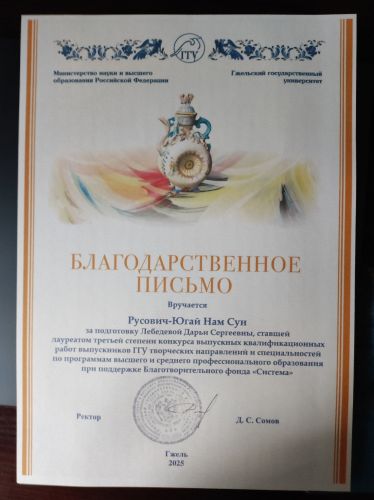 ГГУ
Министерство науки и высшего
образования Российской Федерации
Гжельский государственный
университет
БЛАГОДАРСТВЕННОЕ
ПИСЬМО
Вручается
Русович-Югай Нам Суи
за подготовку Лебедевой Дарьи Сергеевны, ставшей
лауреатом третьей степени конкурса выпускных квалификационных
работ выпускников ГГУ творческих направлений и специальностей
по программам высшего и среднего профессионального образования
при поддержке Благотворительного фонда «Система»
Ректор
Д. С. Сомов
Гжель
2025